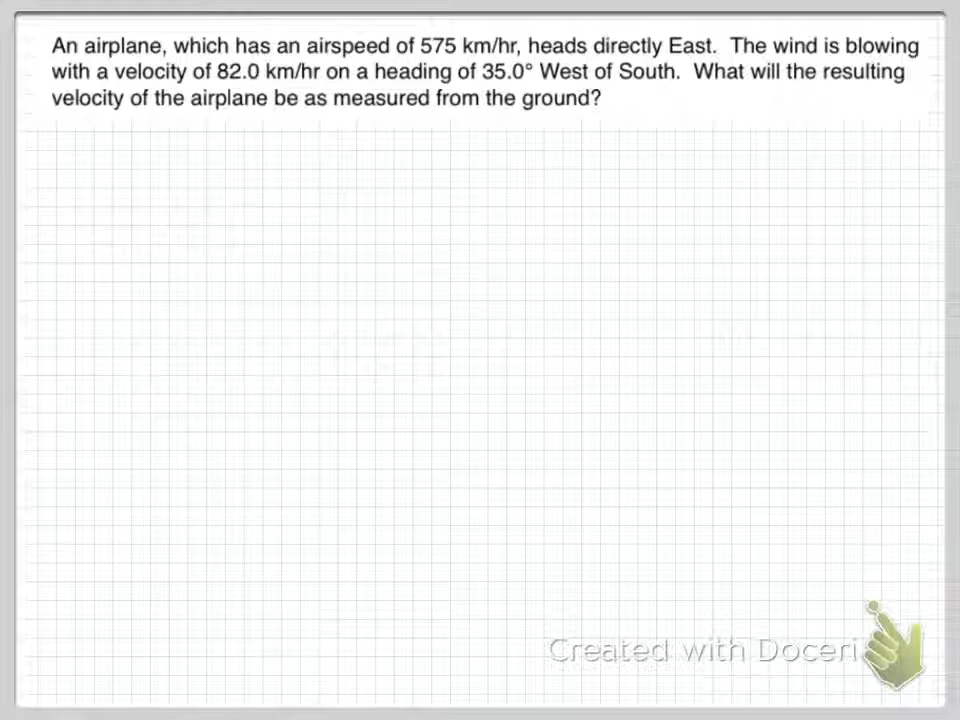 An airplane, which has an airspeed of 575 km/hr, heads directly East.  The wind is blowing
with a velocity of 82.0 km/hr on a heading of 35.0° West of South.  What will the resulting
velocity of the airplane be as measured from the ground?
Created with Doceri